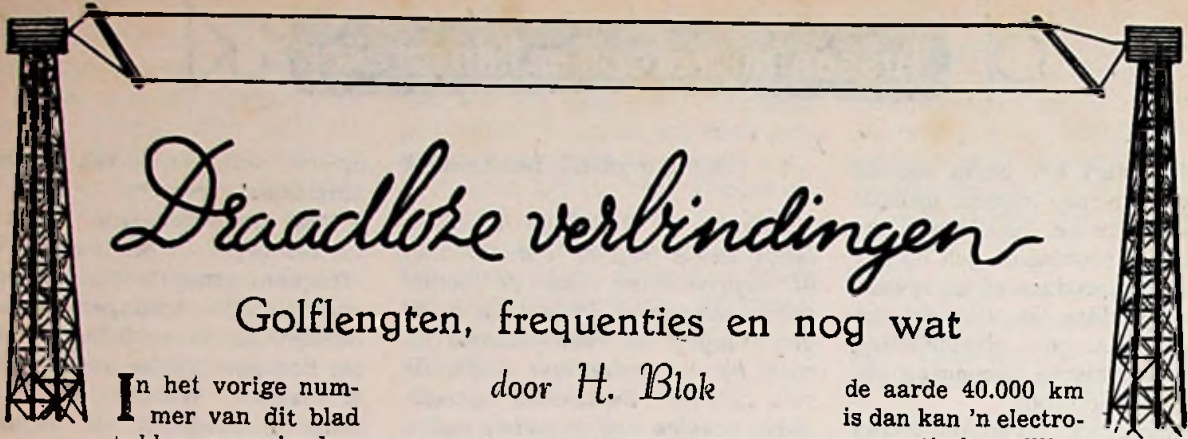 Draadloze verbindingen
Golflengten, frequenties en nog wat
door H. Blok
In het vorige num-
mer van dit blad
de aarde 40.000 km
is dan kan 'n electro-